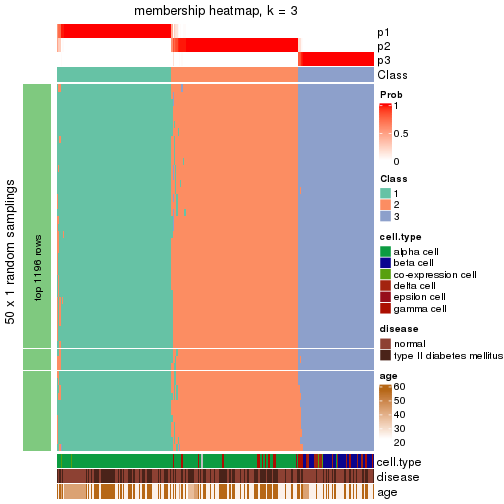 membership heatmap, k = 3
p1
p2
p3
Class
50 x 1 random samplings
top 1196 rows
cell.type
disease
age
Prob
1
0.5
0
Class
1
2
3
cell.type
alpha cell
beta cell
co-expression cell
delta cell
epsilon cell
gamma cell
disease
normal
type II diabetes mellitus
age
60
50
40
30
20